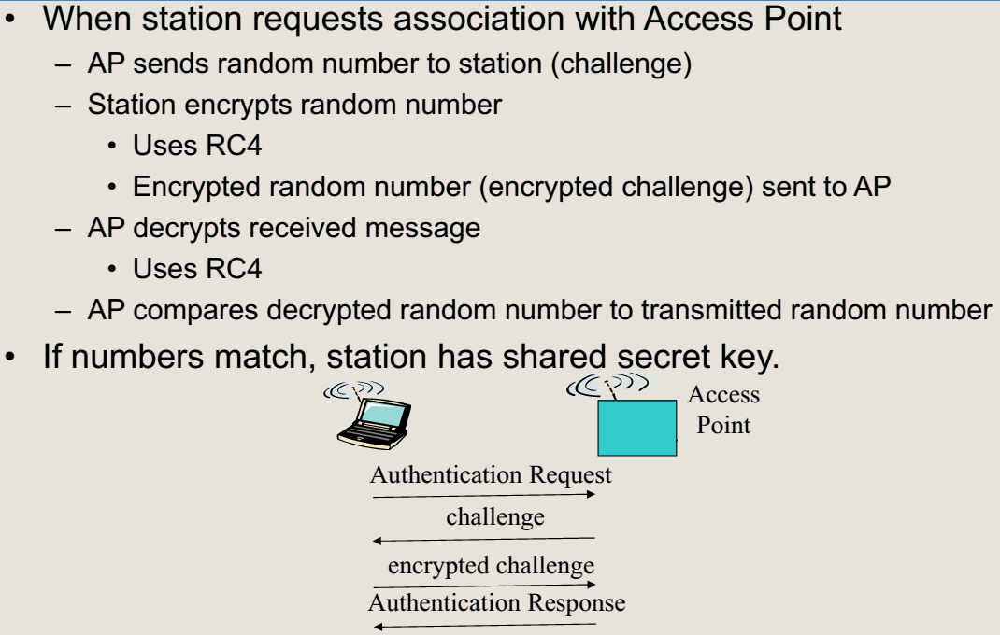 • When station requests association with Access Point
– AP sends random number to station (challenge)
– Station encrypts random number
• Uses RC4
• Encrypted random number (encrypted challenge) sent to AP
– AP decrypts received message
• Uses RC4
– AP compares decrypted random number to transmitted random number
• If numbers match, station has shared secret key.
Access
Point
Authentication Request
challenge
encrypted challenge
Authentication Response